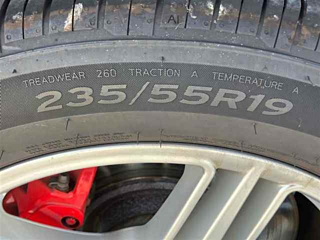 A
TREADWEAR 260 TRACTION A TEMPERATURE A
235/55R19